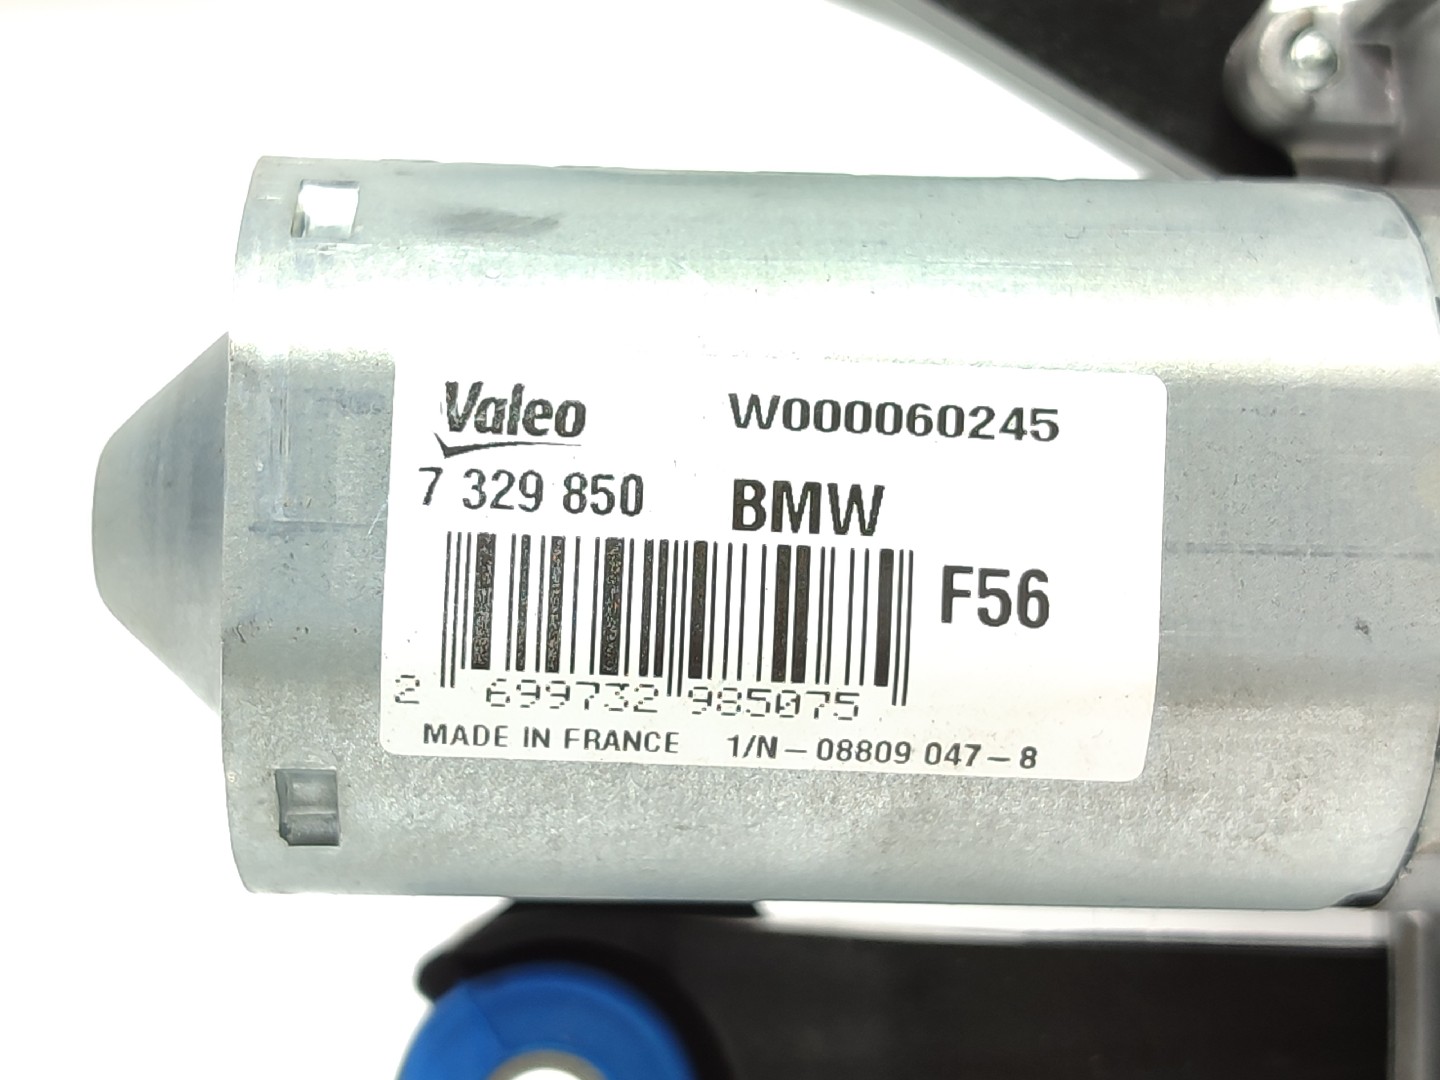 Valeo W000060245
7 329 850 BMW
F56
2 699732 985075
MADE IN FRANCE 1/N - 08809 047 - 8